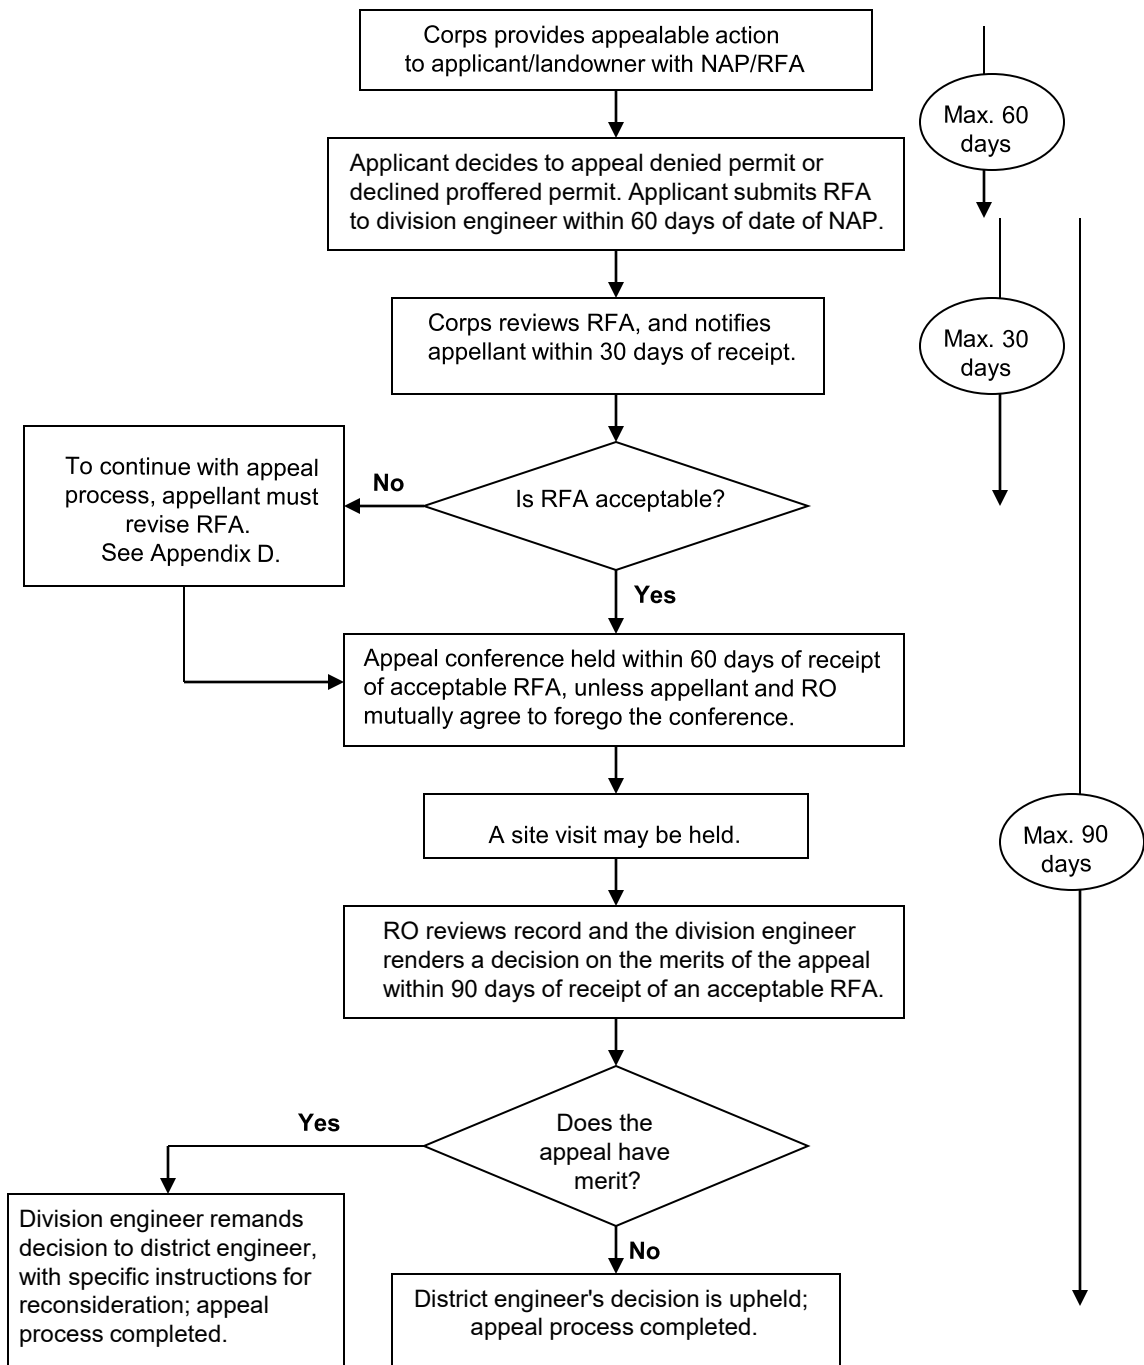 Corps provides appealable action
to applicant/landowner with NAP/RFA
Max. 60
days
Applicant decides to appeal denied permit or
declined proffered permit. Applicant submits RFA
to division engineer within 60 days of date of NAP.
Corps reviews RFA, and notifies
appellant within 30 days of receipt.
Max. 30
days
To continue with appeal
process, appellant must
revise RFA.
See Appendix D.
No
Is RFA acceptable?
Yes
Appeal conference held within 60 days of receipt
of acceptable RFA, unless appellant and RO
mutually agree to forego the conference.
A site visit may be held.
Max. 90
days
RO reviews record and the division engineer
renders a decision on the merits of the appeal
within 90 days of receipt of an acceptable RFA.
Yes
Does the
appeal have
merit?
No
Division engineer remands
decision to district engineer,
with specific instructions for
reconsideration; appeal
process completed.
District engineer's decision is upheld;
appeal process completed.